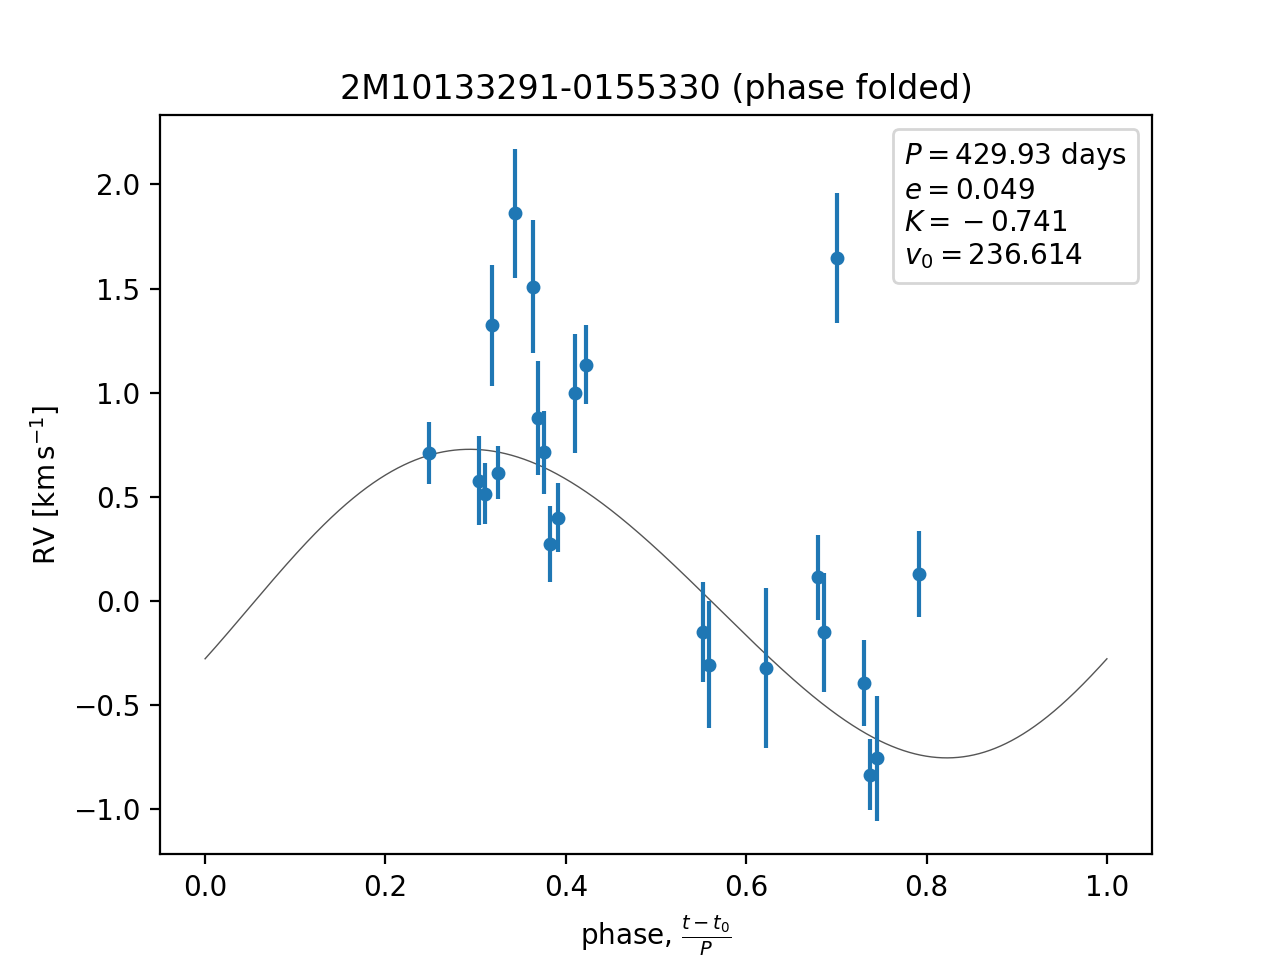 2M10133291-0155330 (phase folded)
P = 429.93 days
e = 0.049
K = −0.741
v₀ = 236.614
RV [km s⁻¹]
2.0
1.5
1.0
0.5
0.0
−0.5
−1.0
0.0 0.2 0.4 0.6 0.8 1.0
phase, (t − t₀)/P